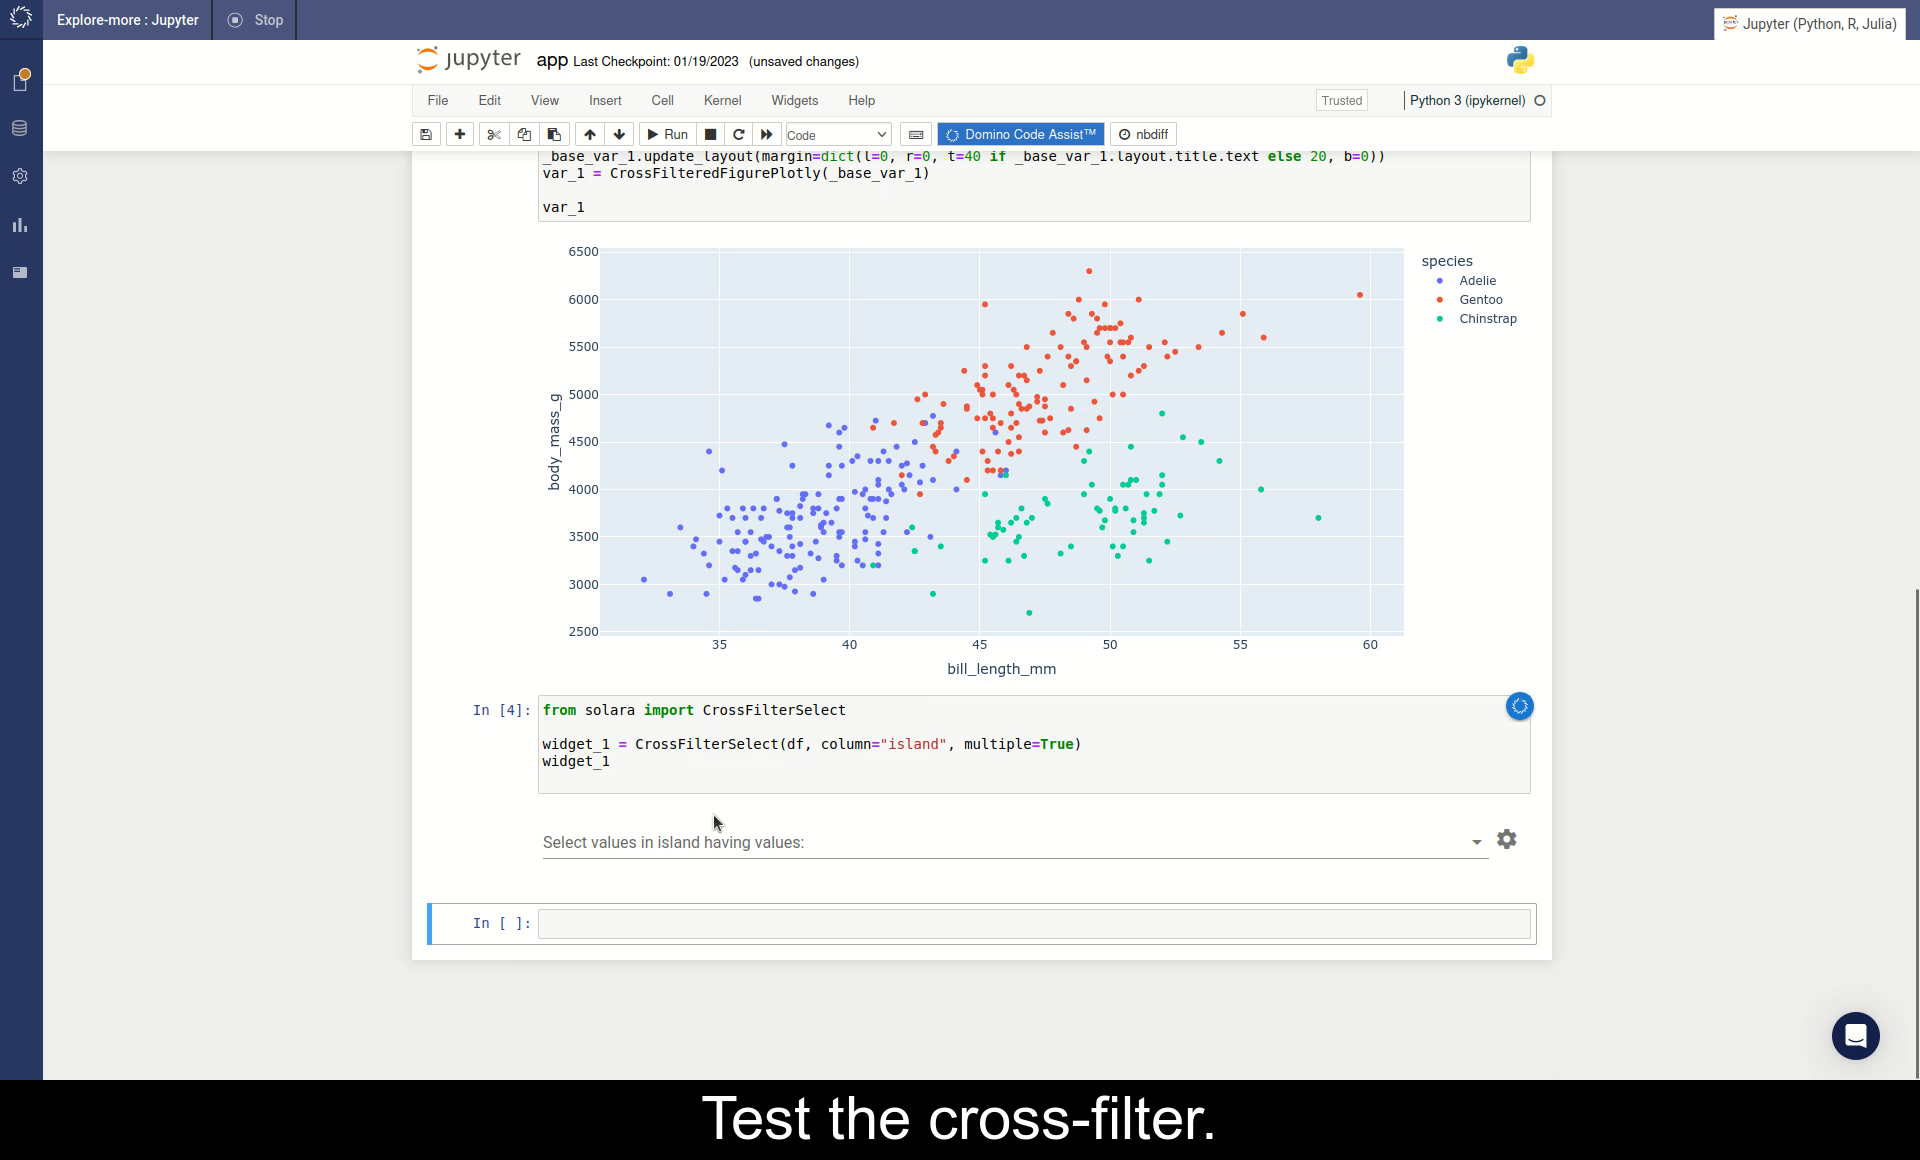 Explore-more : Jupyter
Stop
Jupyter (Python, R, Julia)
jupyter app Last Checkpoint: 01/19/2023 (unsaved changes)
File Edit View Insert Cell Kernel Widgets Help
Trusted
Python 3 (ipykernel)
Run
Code
Domino Code Assist™
nbdiff
_base_var_1.update_layout(margin=dict(l=0, r=0, t=40 if _base_var_1.layout.title.text else 20, b=0))
var_1 = CrossFilteredFigurePlotly(_base_var_1)
var_1
6500
6000
5500
5000
4500
4000
3500
3000
2500
body_mass_g
35 40 45 50 55 60
bill_length_mm
species
Adelie
Gentoo
Chinstrap
In [4]:
from solara import CrossFilterSelect
widget_1 = CrossFilterSelect(df, column="island", multiple=True)
widget_1
Select values in island having values:
In [ ]:
Test the cross-filter.